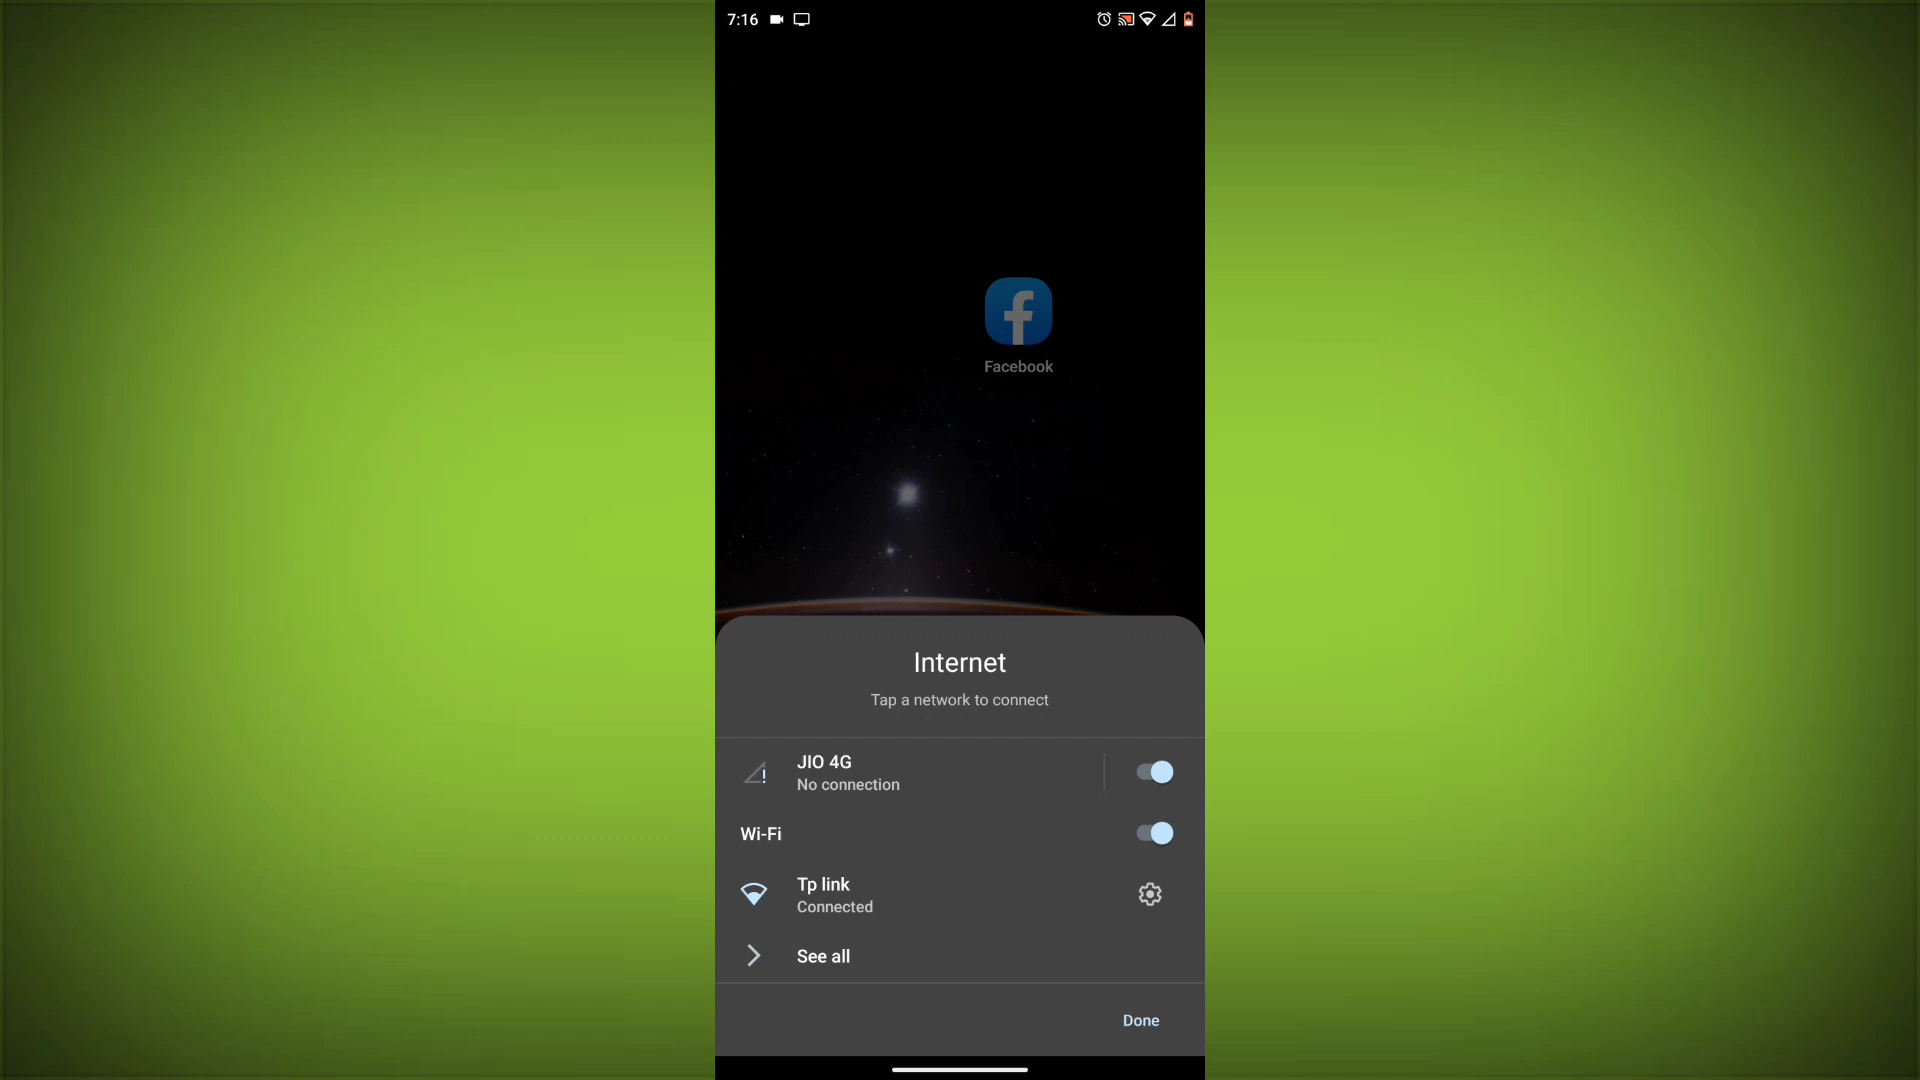 7:16
Facebook
Internet
Tap a network to connect
JIO 4G
No connection
Wi-Fi
Tp link
Connected
See all
Done